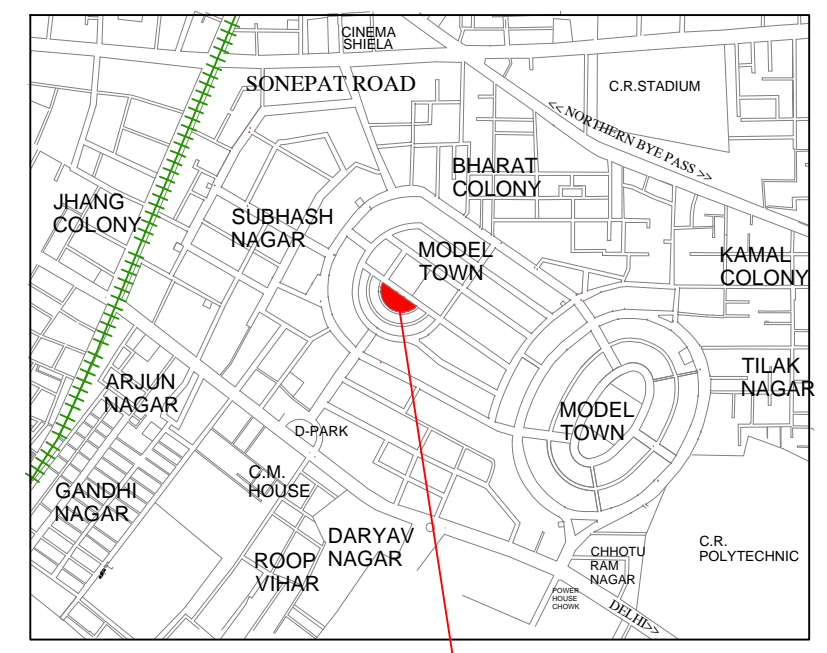 CINEMA
SHIELA
SONEPAT ROAD
C.R.STADIUM
<< NORTHERN BYE PASS >>
BHARAT
COLONY
JHANG
COLONY
SUBHASH
NAGAR
MODEL
TOWN
KAMAL
COLONY
ARJUN
NAGAR
TILAK
NAGAR
MODEL
TOWN
D-PARK
C.M.
HOUSE
GANDHI
NAGAR
DARYAV
NAGAR
C.R.
POLYTECHNIC
ROOP
VIHAR
CHHOTU
RAM
NAGAR
POWER
HOUSE
CHOWK
DELHI>>